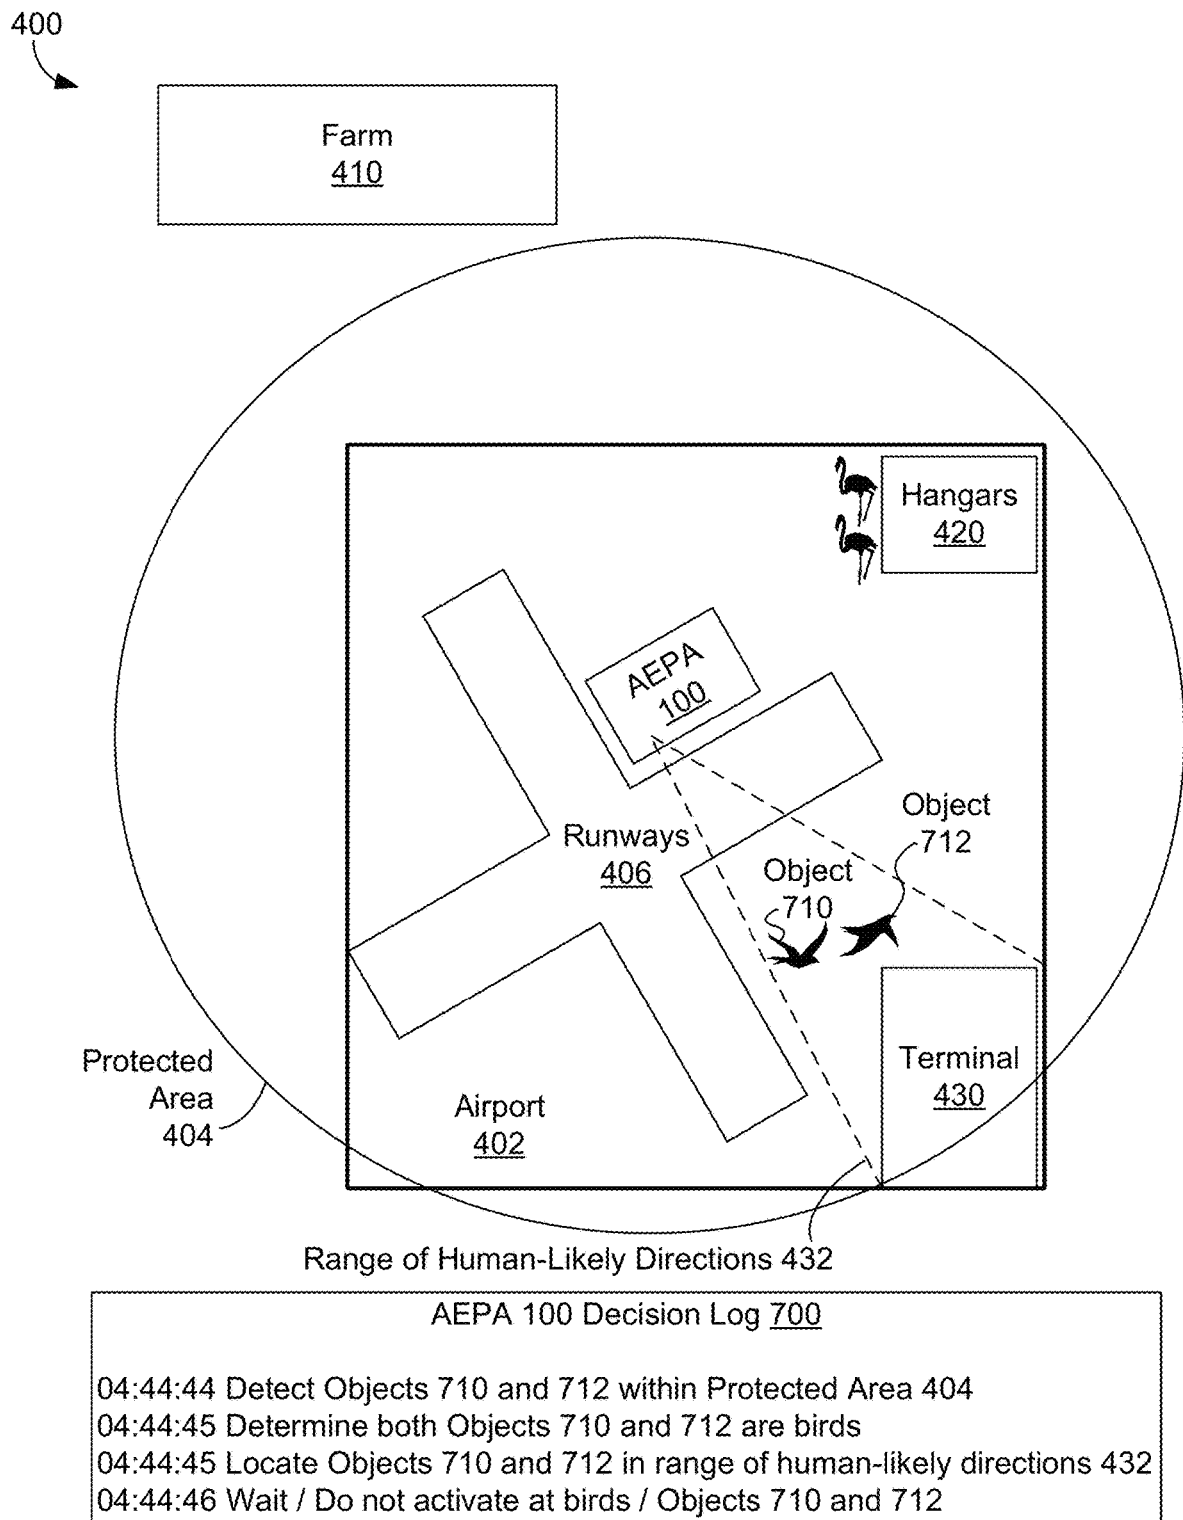 400
Farm
410
Hangars
420
AEPA
100
Object
712
Runways
406
Object
710
Protected
Area
404
Terminal
430
Airport
402
Range of Human-Likely Directions 432
AEPA 100 Decision Log 700
04:44:44 Detect Objects 710 and 712 within Protected Area 404
04:44:45 Determine both Objects 710 and 712 are birds
04:44:45 Locate Objects 710 and 712 in range of human-likely directions 432
04:44:46 Wait / Do not activate at birds / Objects 710 and 712